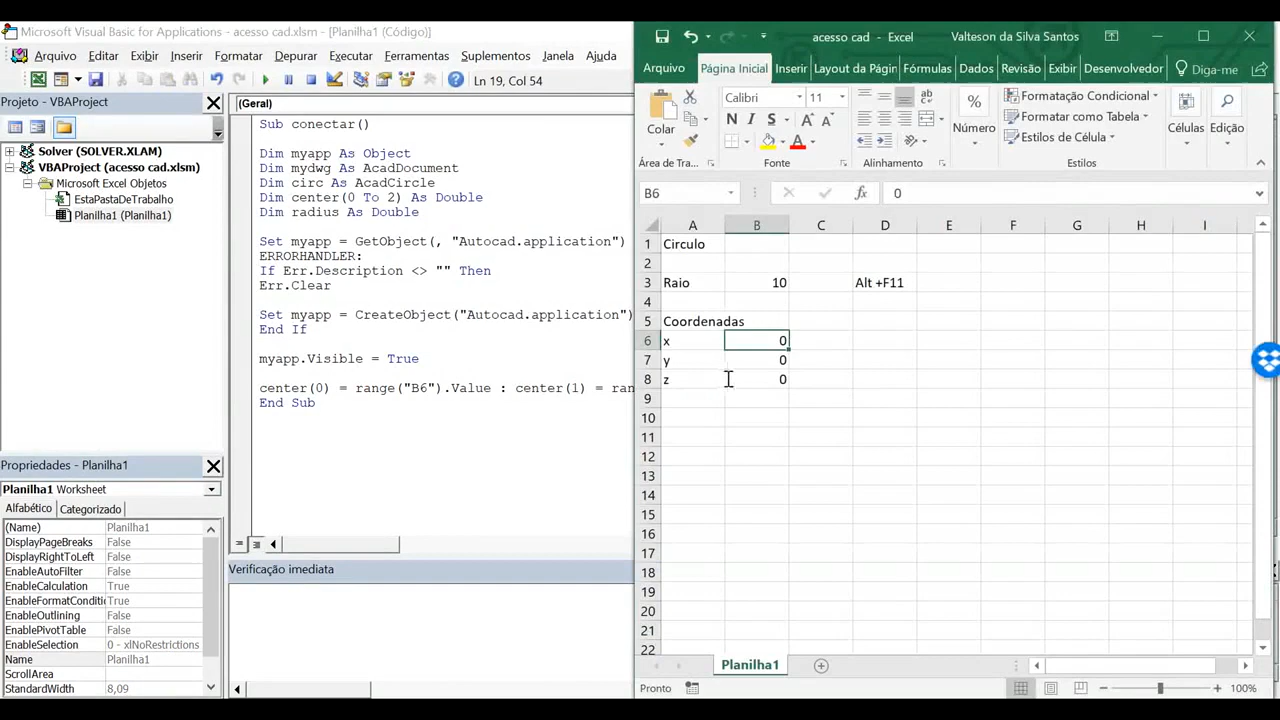 Microsoft Visual Basic for Applications - acesso cad.xlsm - [Planilha1 (Código)]
Arquivo Editar Exibir Inserir Formatar Depurar Executar Ferramentas Suplementos Janela Ajuda
Ln 19, Col 54
Projeto - VBAProject
Solver (SOLVER.XLAM)
VBAProject (acesso cad.xlsm)
Microsoft Excel Objetos
EstaPastaDeTrabalho
Planilha1 (Planilha1)
Propriedades - Planilha1
Planilha1 Worksheet
Alfabético Categorizado
(Name) Planilha1
DisplayPageBreaks False
DisplayRightToLeft False
EnableAutoFilter False
EnableCalculation True
EnableFormatConditi True
EnableOutlining False
EnablePivotTable False
EnableSelection 0 - xlNoRestrictions
Name Planilha1
ScrollArea
StandardWidth 8,09
(Geral)
Sub conectar()
Dim myapp As Object
Dim mydwg As AcadDocument
Dim circ As AcadCircle
Dim center(0 To 2) As Double
Dim radius As Double
Set myapp = GetObject(, "Autocad.application")
ERRORHANDLER:
If Err.Description <> "" Then
Err.Clear
Set myapp = CreateObject("Autocad.application")
End If
myapp.Visible = True
center(0) = range("B6").Value : center(1) = ran
End Sub
Verificação imediata
acesso cad - Excel Valteson da Silva Santos
Arquivo Página Inicial Inserir Layout da Págin Fórmulas Dados Revisão Exibir Desenvolvedor Diga-me
Colar
Calibri 11
N I S
Número
Formatação Condicional
Formatar como Tabela
Estilos de Célula
Células Edição
Área de Tra... Fonte Alinhamento Estilos
B6 fx 0
A B C D E F G H I
1 Circulo
2
3 Raio 10 Alt +F11
4
5 Coordenadas
6 x 0
7 y 0
8 z 0
9
10
11
12
13
14
15
16
17
18
19
20
21
22
Planilha1
Pronto 100%